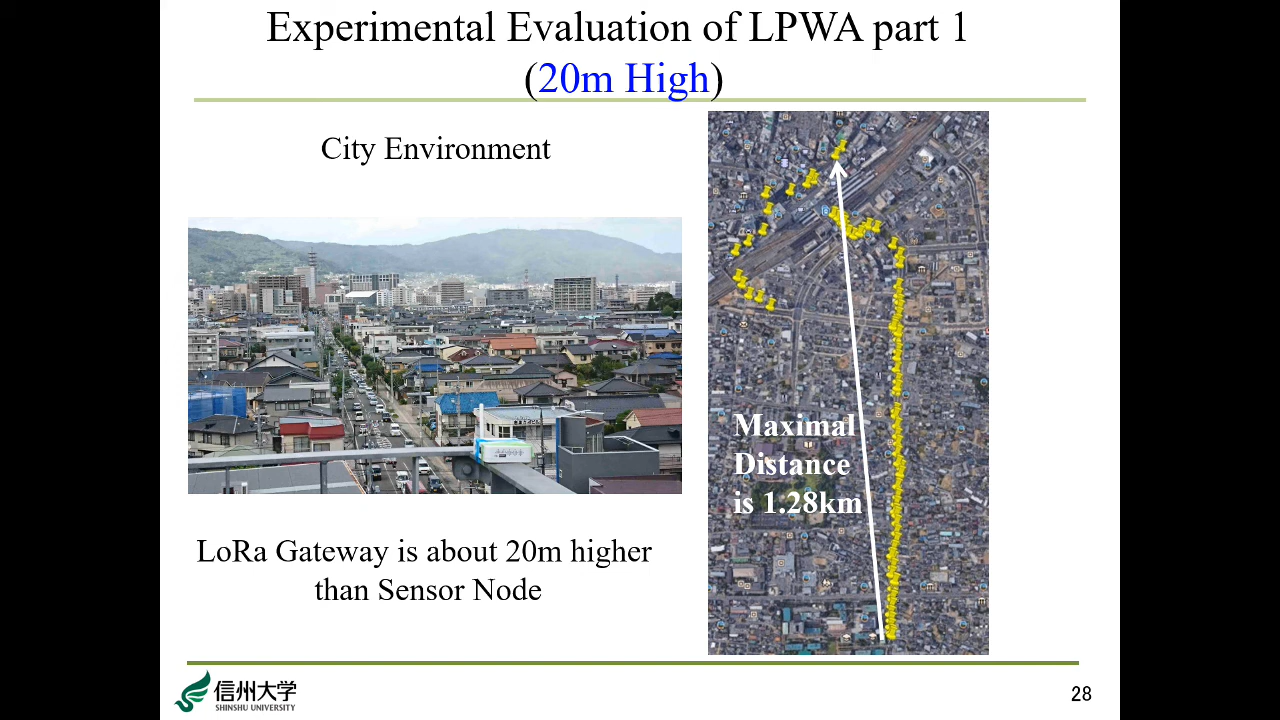 Experimental Evaluation of LPWA part 1
(20m High)
City Environment
Maximal
Distance
is 1.28km
LoRa Gateway is about 20m higher
than Sensor Node
信州大学
SHINSHU UNIVERSITY
28